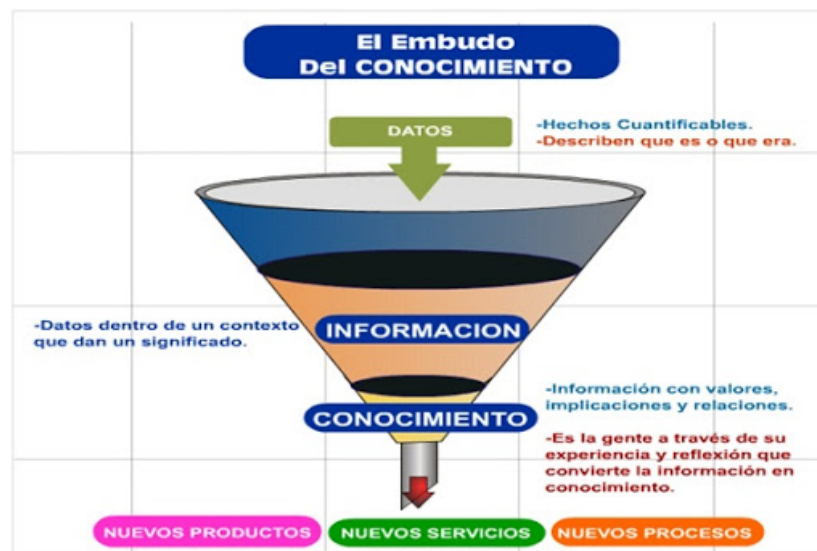 El Embudo
Del CONOCIMIENTO
DATOS
-Hechos Cuantificables.
-Describen que es o que era.
-Datos dentro de un contexto
que dan un significado.
INFORMACION
CONOCIMIENTO
-Información con valores,
implicaciones y relaciones.
-Es la gente a través de su
experiencia y reflexión que
convierte la información en
conocimiento.
NUEVOS PRODUCTOS
NUEVOS SERVICIOS
NUEVOS PROCESOS